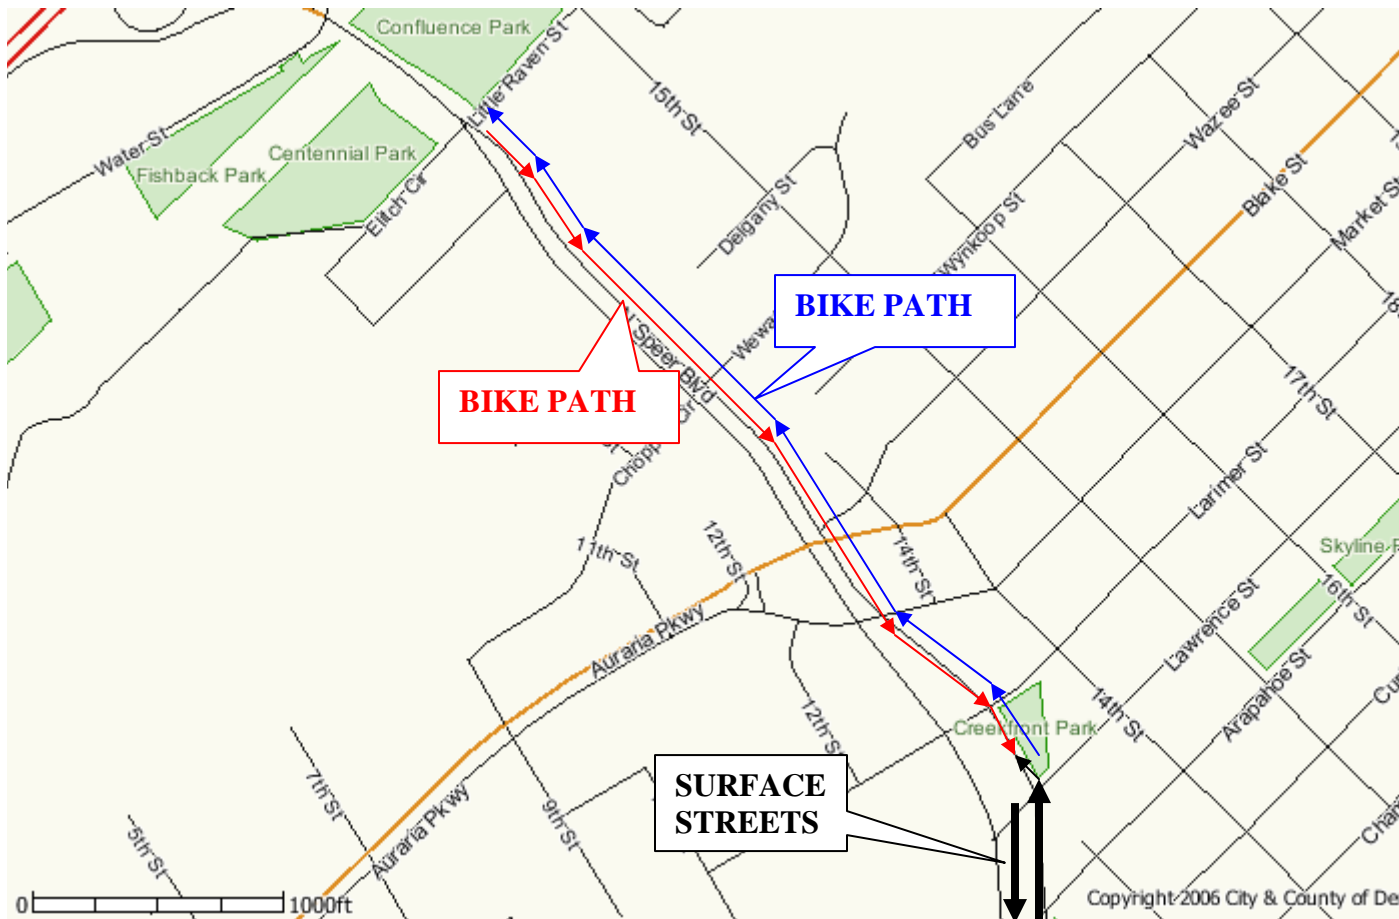 Confluence Park
Little Raven St
15th St
Bus Lane
Wazee St
Water St
Centennial Park
Fishback Park
Elitch Cir
Delgany St
Wynkoop St
Blake St
Market St
BIKE PATH
N Speer Blvd
BIKE PATH
17th St
Larimer St
11th St
12th St
14th St
Auraria Pkwy
Lawrence St
16th St
12th St
Creekfront Park
14th St
Arapahoe St
SURFACE
STREETS
7th St
Auraria Pkwy
9th St
5th St
0
1000ft
Copyright 2006 City & County of De